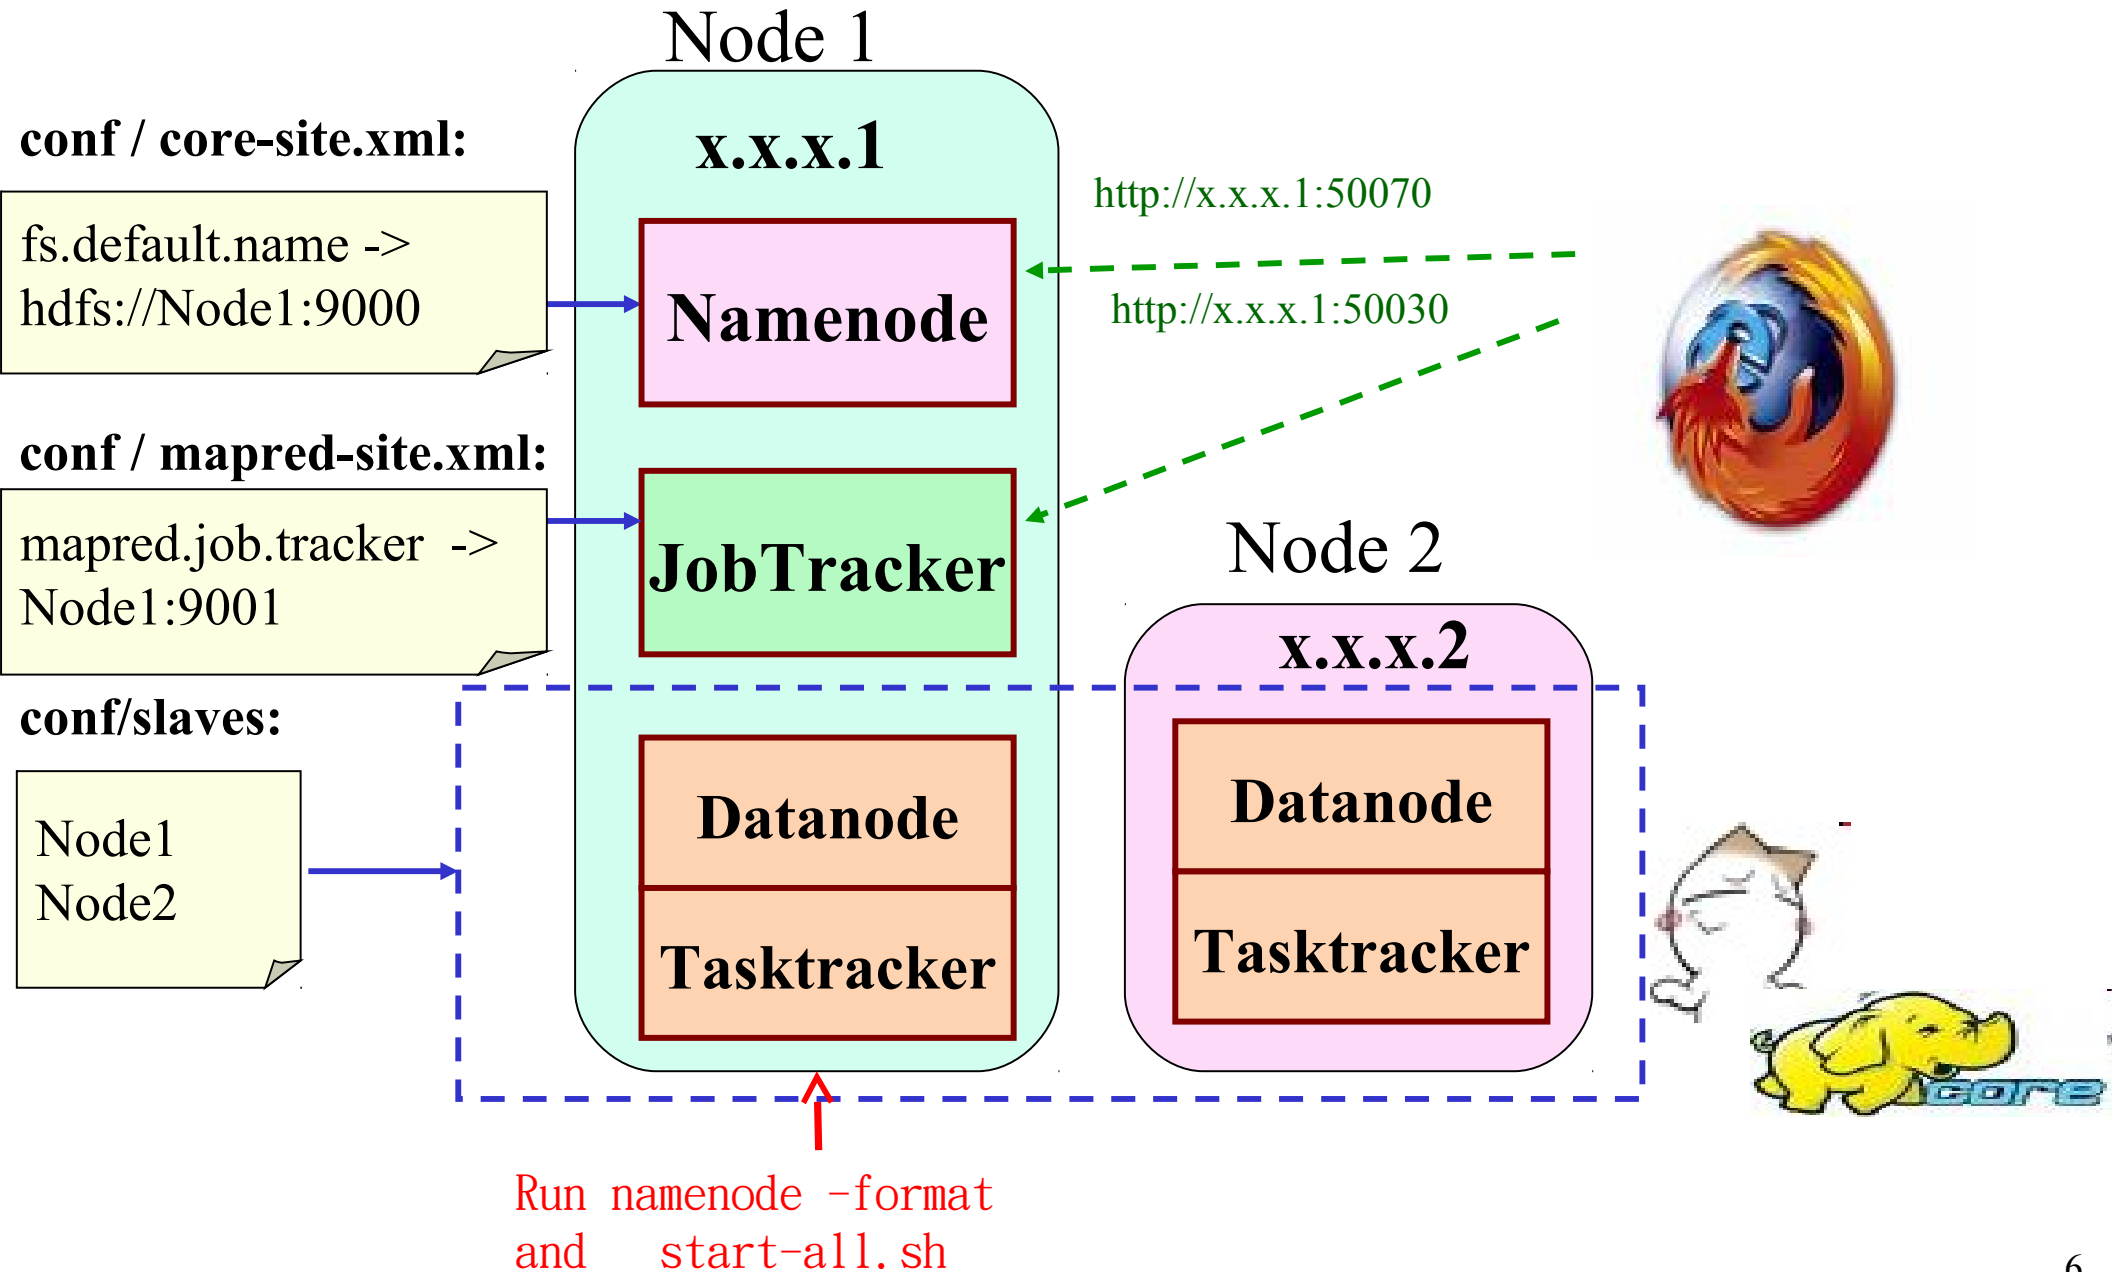 Node 1
conf / core-site.xml:
x.x.x.1
fs.default.name ->
hdfs://Node1:9000
http://x.x.x.1:50070
Namenode
http://x.x.x.1:50030
conf / mapred-site.xml:
mapred.job.tracker  ->
Node1:9001
JobTracker
Node 2
x.x.x.2
conf/slaves:
Node1
Node2
Datanode
Tasktracker
Datanode
Tasktracker
core
Run namenode -format
and   start-all.sh
6